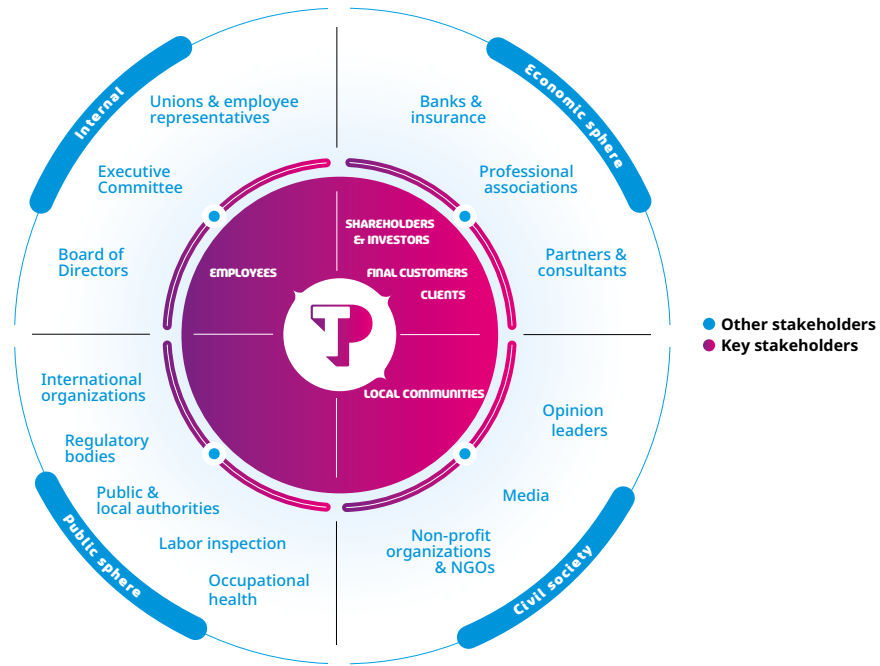 Internal
Unions & employee
representatives
Executive
Committee
Board of
Directors
EMPLOYEES
Economic sphere
Banks &
insurance
Professional
associations
Partners &
consultants
SHAREHOLDERS
& INVESTORS
FINAL CUSTOMERS
CLIENTS
TP
Other stakeholders
Key stakeholders
Public sphere
International
organizations
Regulatory
bodies
Public &
local authorities
Labor inspection
Occupational
health
LOCAL COMMUNITIES
Opinion
leaders
Media
Non-profit
organizations
& NGOs
Civil society